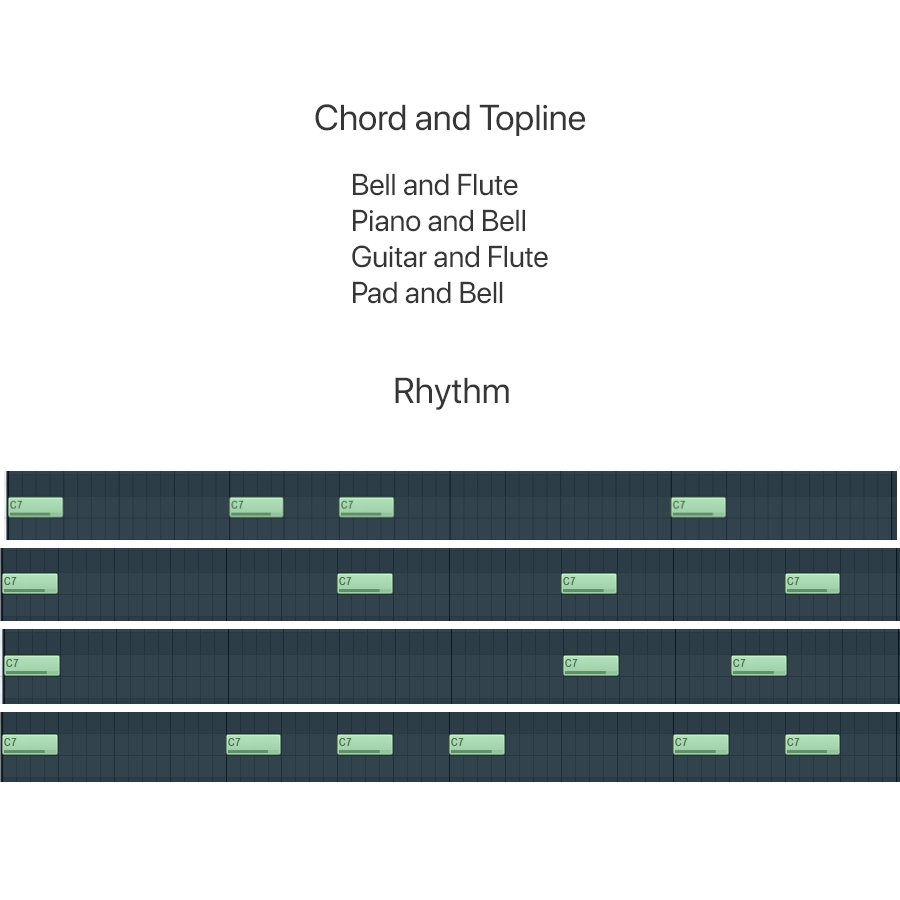 Chord and Topline
Bell and Flute
Piano and Bell
Guitar and Flute
Pad and Bell
Rhythm
C7 C7 C7 C7
C7 C7 C7 C7
C7 C7 C7
C7 C7 C7 C7 C7 C7